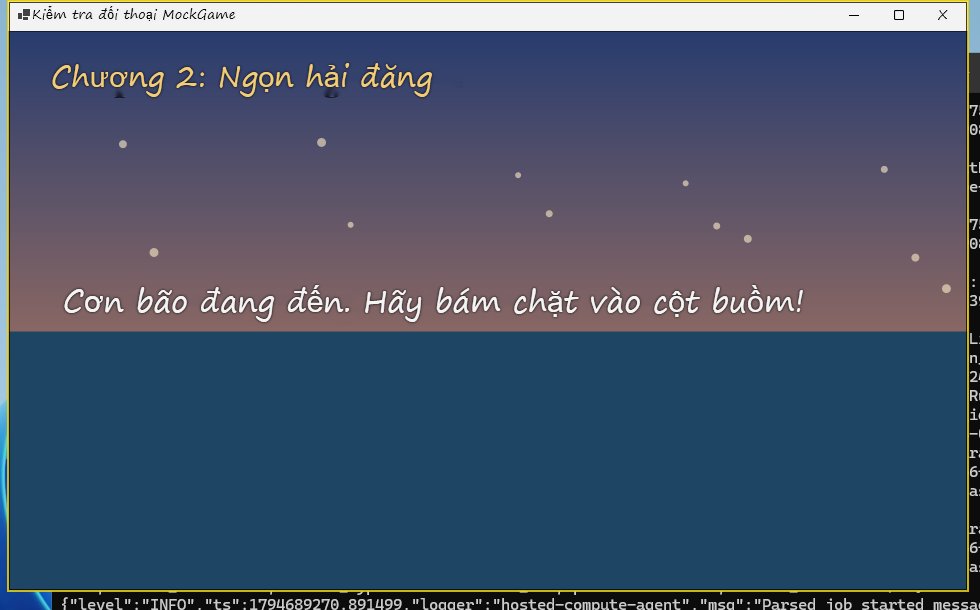 Kiểm tra đối thoại MockGame
Chương 2: Ngọn hải đăng
Cơn bão đang đến. Hãy bám chặt vào cột buồm!
{"level":"INFO","ts":1794689270.891499,"logger":"hosted-compute-agent","msg":"Parsed job started mess